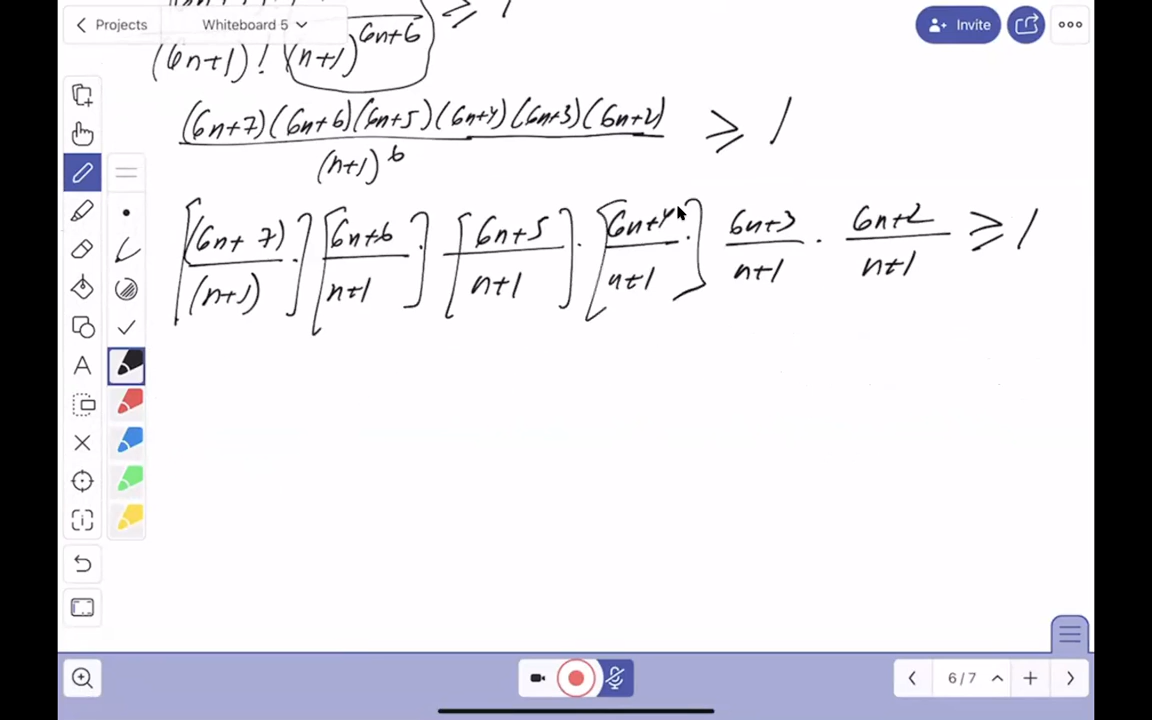 Projects
Whiteboard 5
Invite
≥ 1
(6n+1)! (n+1)^{6n+6}
(6n+7)(6n+6)(6n+5)(6n+4)(6n+3)(6n+2) / (n+1)^6 ≥ 1
[(6n+7)/(n+1) ·] [6n+6/n+1 ·] [6n+5/n+1] · [6n+4/n+1 ·] 6n+3/n+1 · 6n+2/n+1 ≥ 1
A
6/7